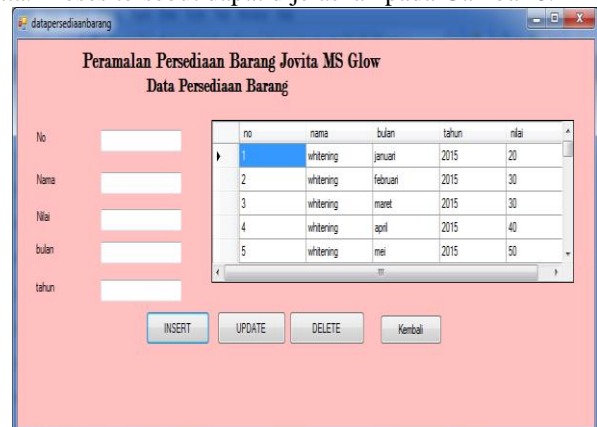 datapersediaanbarang
Peramalan Persediaan Barang Jovita MS Glow
Data Persediaan Barang
No
Nama
Nilai
bulan
tahun
no nama bulan tahun nilai
1 whitening januari 2015 20
2 whitening februari 2015 30
3 whitening maret 2015 30
4 whitening april 2015 40
5 whitening mei 2015 50
INSERT UPDATE DELETE Kembali